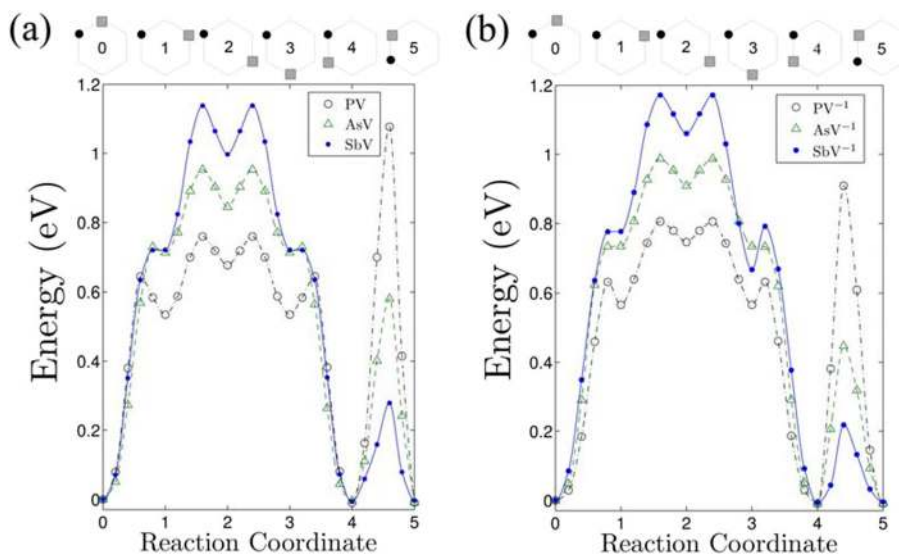 (a)
0 1 2 3 4 5
1.2
1
0.8
0.6
0.4
0.2
0
Energy (eV)
PV
AsV
SbV
0 1 2 3 4 5
Reaction Coordinate
(b)
0 1 2 3 4 5
1.2
1
0.8
0.6
0.4
0.2
0
Energy (eV)
PV⁻¹
AsV⁻¹
SbV⁻¹
0 1 2 3 4 5
Reaction Coordinate